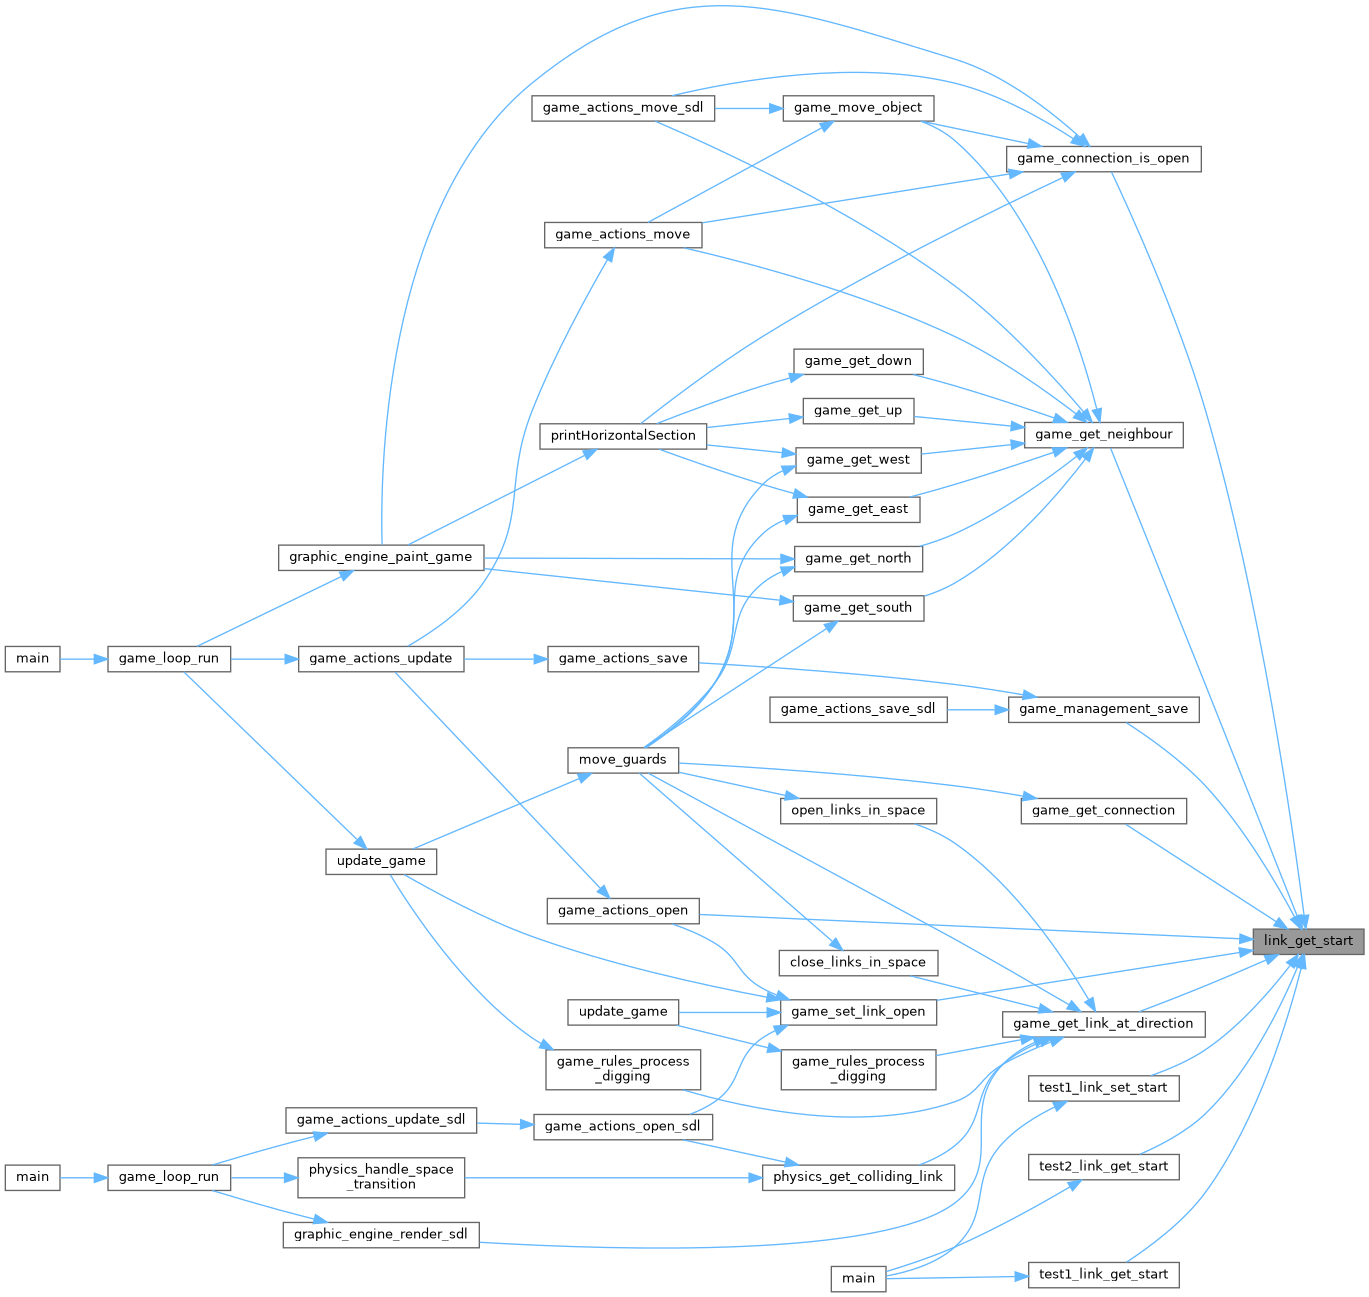 game_actions_move_sdl
game_move_object
game_connection_is_open
game_actions_move
game_get_down
game_get_up
printHorizontalSection
game_get_neighbour
game_get_west
game_get_east
graphic_engine_paint_game
game_get_north
game_get_south
main
game_loop_run
game_actions_update
game_actions_save
game_actions_save_sdl
game_management_save
move_guards
open_links_in_space
game_get_connection
update_game
game_actions_open
link_get_start
close_links_in_space
update_game
game_set_link_open
game_get_link_at_direction
game_rules_process
_digging
game_rules_process
_digging
test1_link_set_start
game_actions_update_sdl
game_actions_open_sdl
test2_link_get_start
main
game_loop_run
physics_handle_space
_transition
physics_get_colliding_link
graphic_engine_render_sdl
main
test1_link_get_start